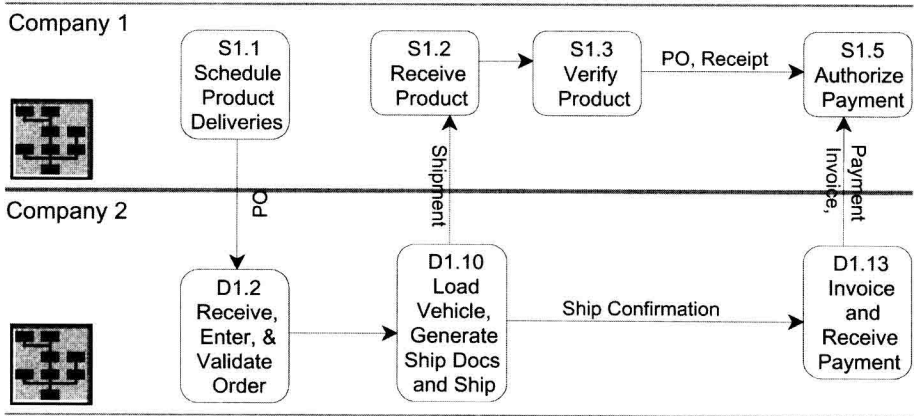 Company 1
S1.1
Schedule
Product
Deliveries
S1.2
Receive
Product
S1.3
Verify
Product
PO, Receipt
S1.5
Authorize
Payment
PO
Shipment
Invoice,
Payment
Company 2
D1.2
Receive,
Enter, &
Validate
Order
D1.10
Load
Vehicle,
Generate
Ship Docs
and Ship
Ship Confirmation
D1.13
Invoice
and
Receive
Payment